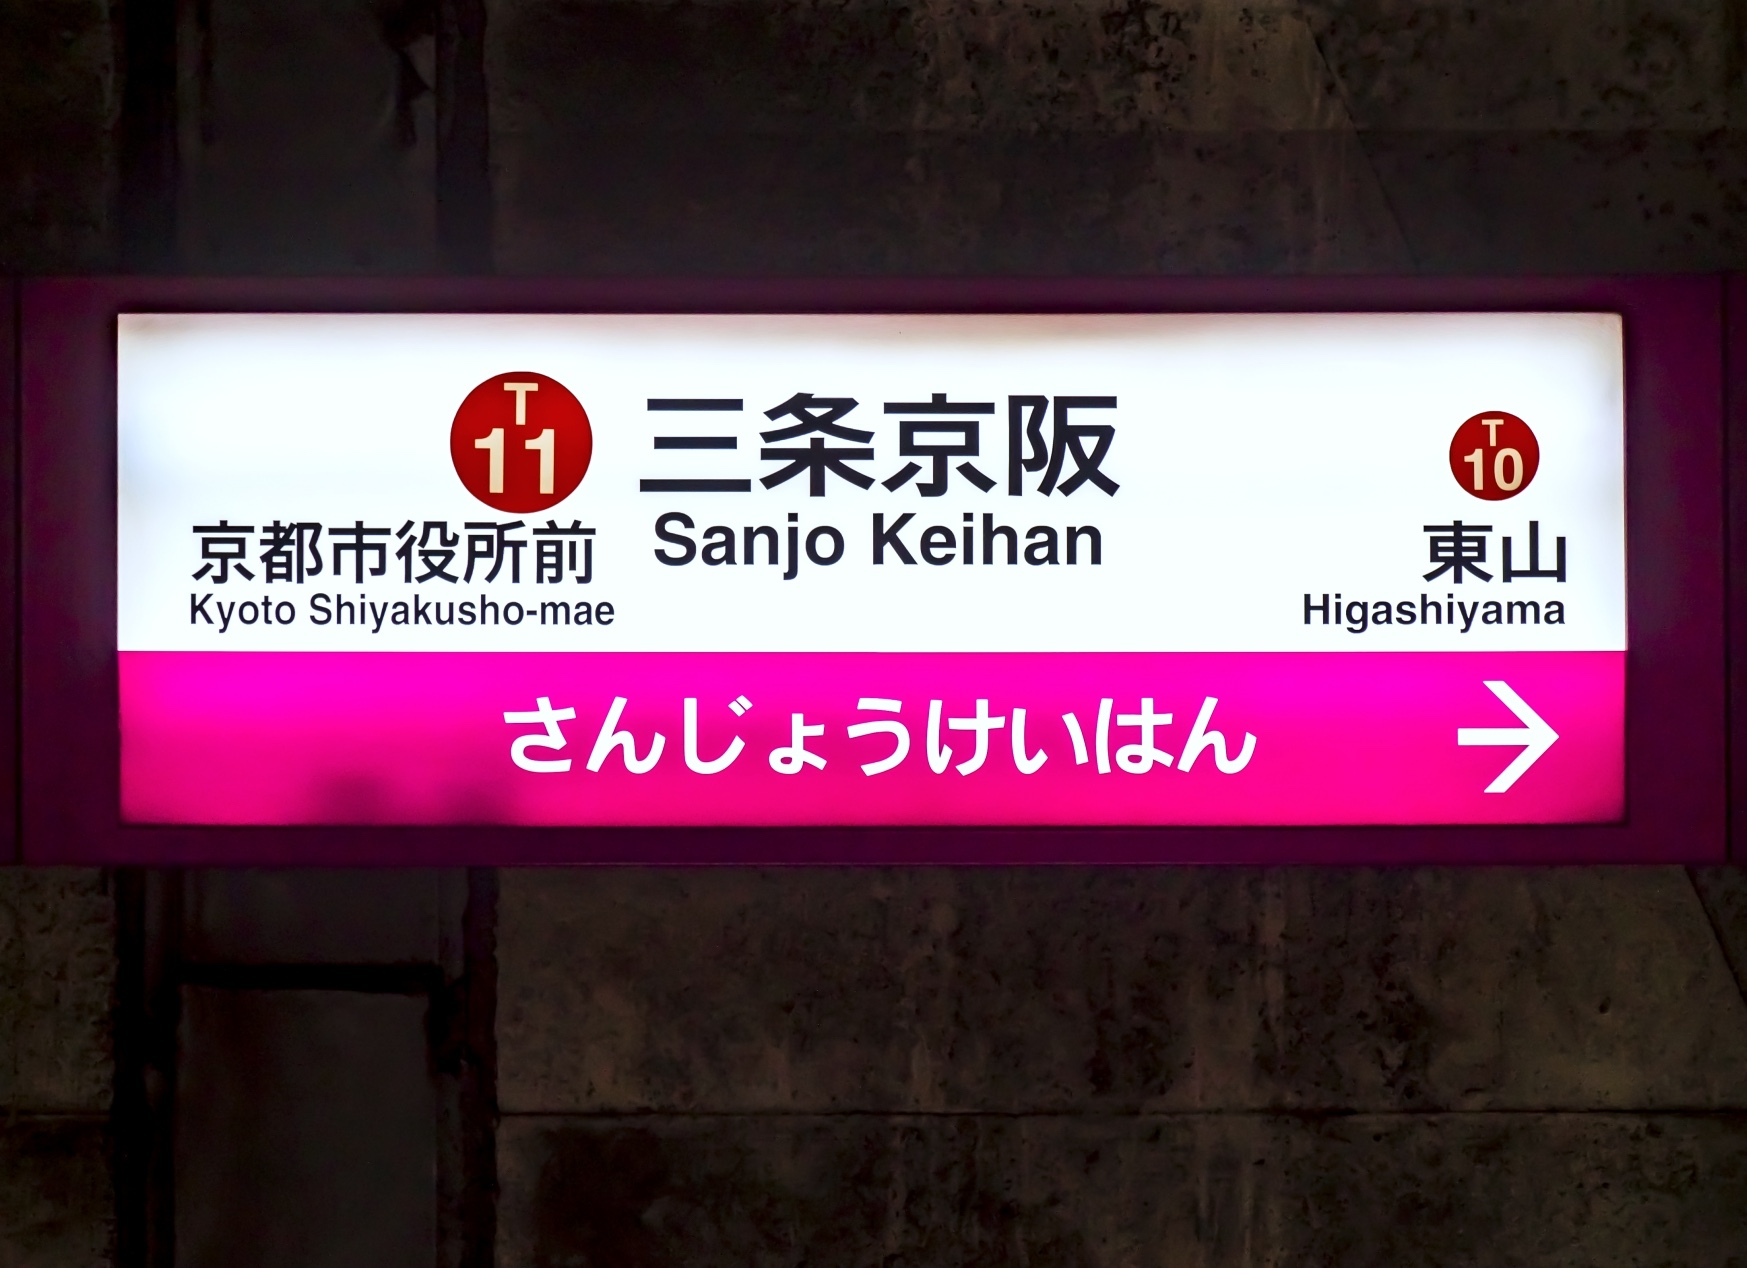 T
11
三条京阪
Sanjo Keihan
京都市役所前
Kyoto Shiyakusho-mae
T
10
東山
Higashiyama
さんじょうけいはん →